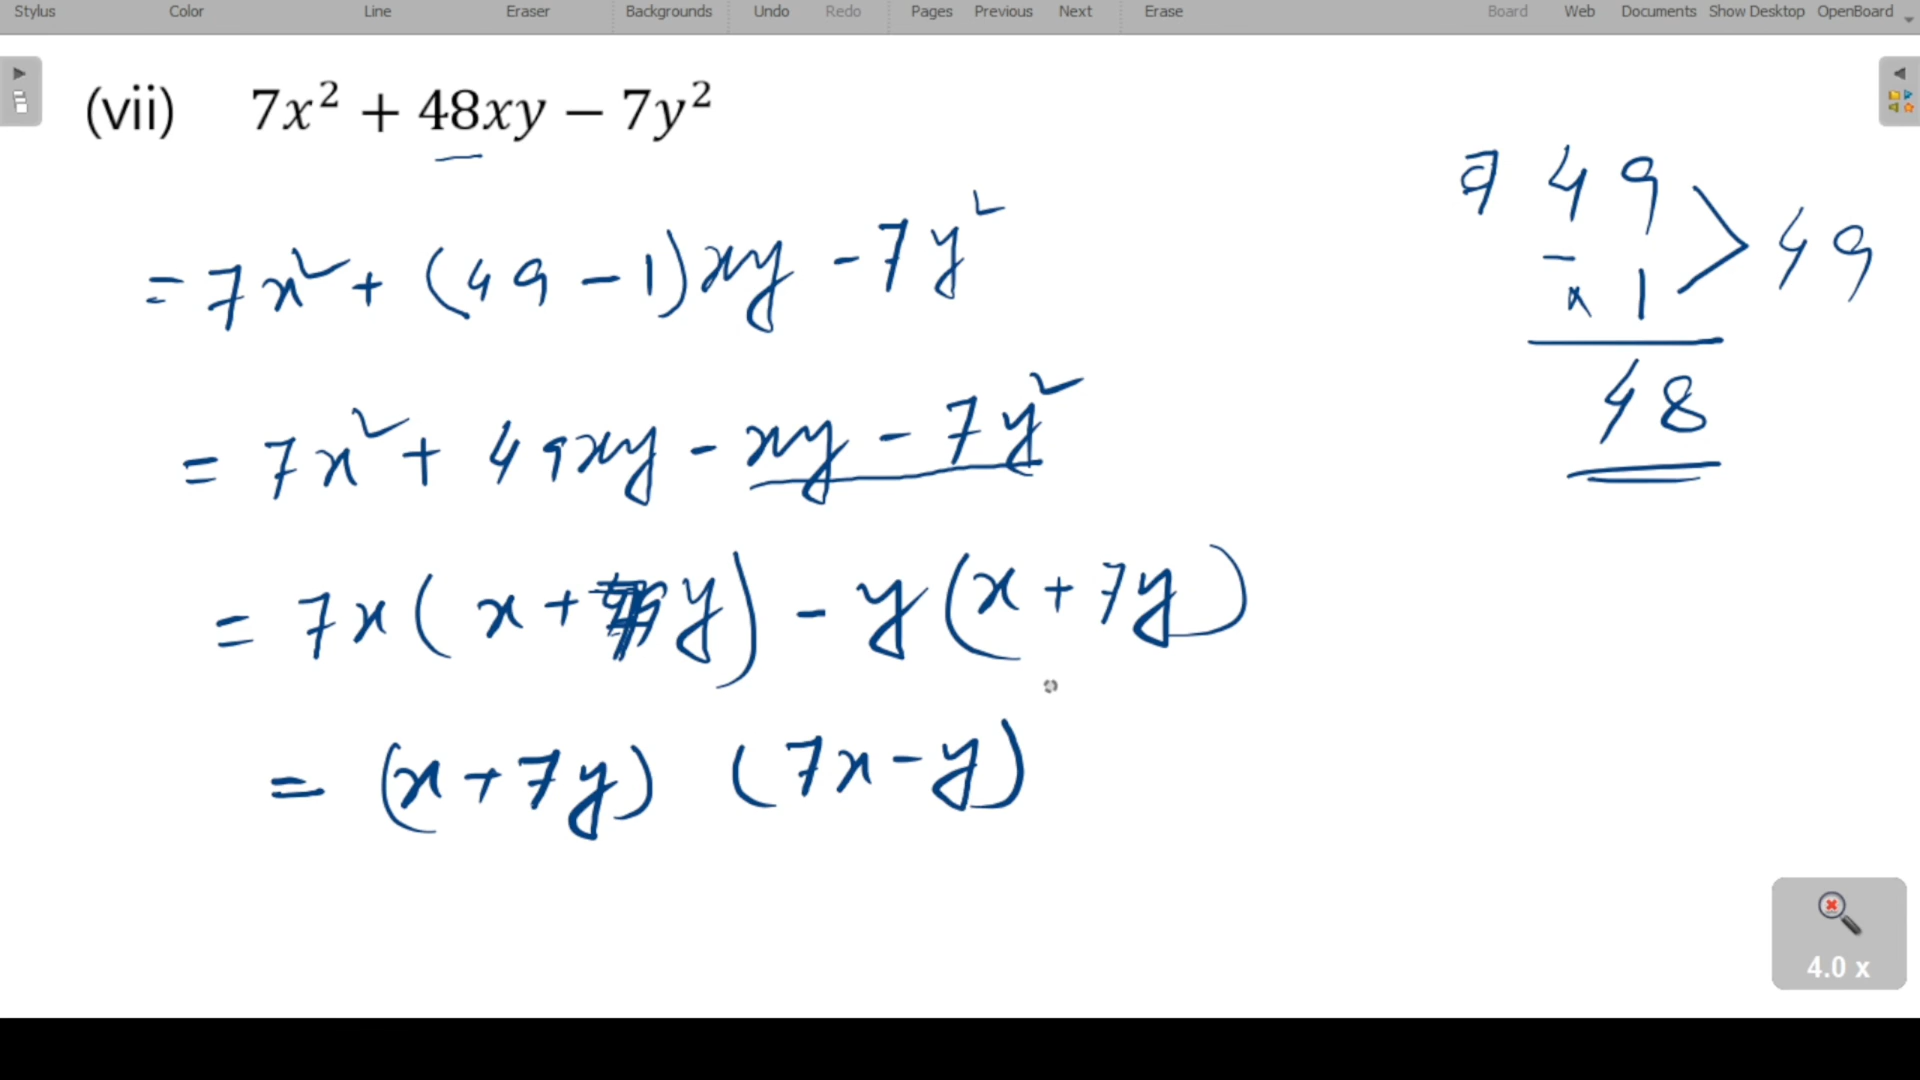 Stylus Color Line Eraser Backgrounds Undo Redo Pages Previous Next Erase Board Web Documents Show Desktop OpenBoard
(vii) 7x² + 48xy − 7y²
= 7x² + (49 − 1)xy − 7y²
= 7x² + 49xy − xy − 7y²
= 7x( x + y) − y(x + 7y)
= (x + 7y) (7x − y)
49
− 1 > 49
48
4.0 x